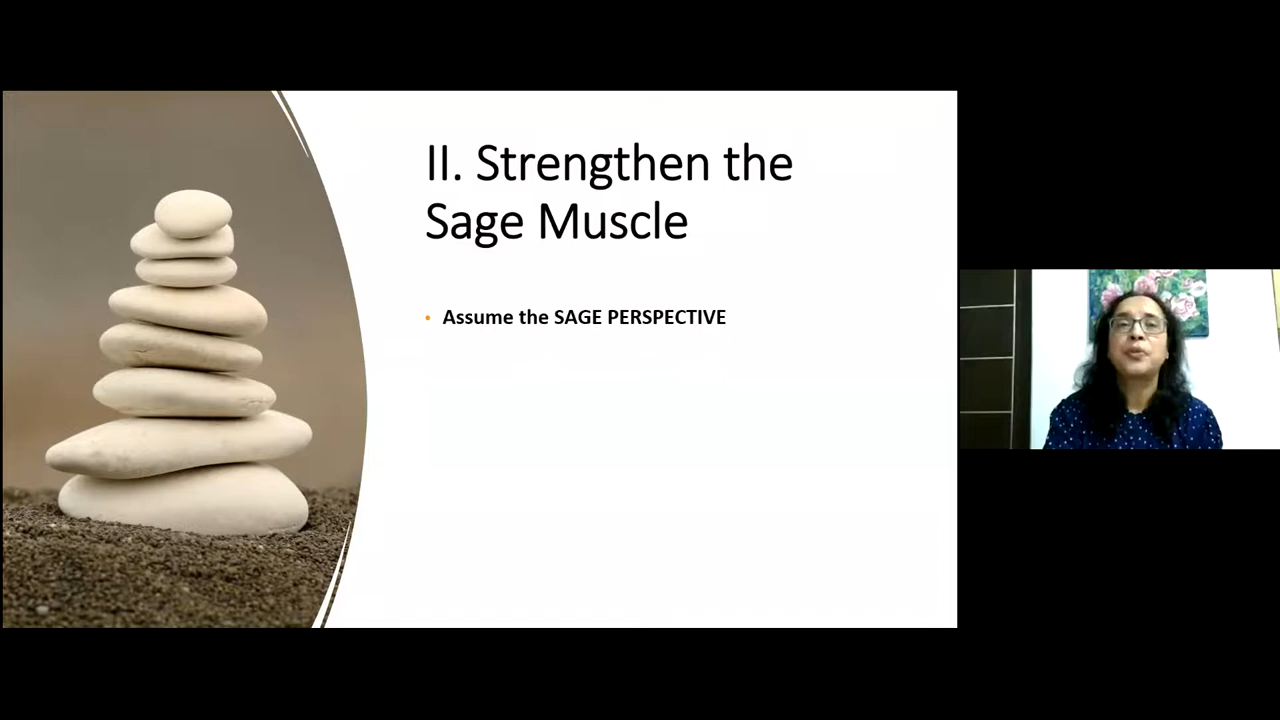 II. Strengthen the
Sage Muscle
• Assume the SAGE PERSPECTIVE